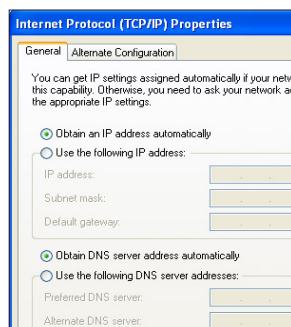 Internet Protocol (TCP/IP) Properties
General Alternate Configuration
You can get IP settings assigned automatically if your
this capability. Otherwise, you need to ask your network
the appropriate IP settings.
Obtain an IP address automatically
Use the following IP address:
IP address:
Subnet mask:
Default gateway:
Obtain DNS server address automatically
Use the following DNS server addresses:
Preferred DNS server:
Alternate DNS server: